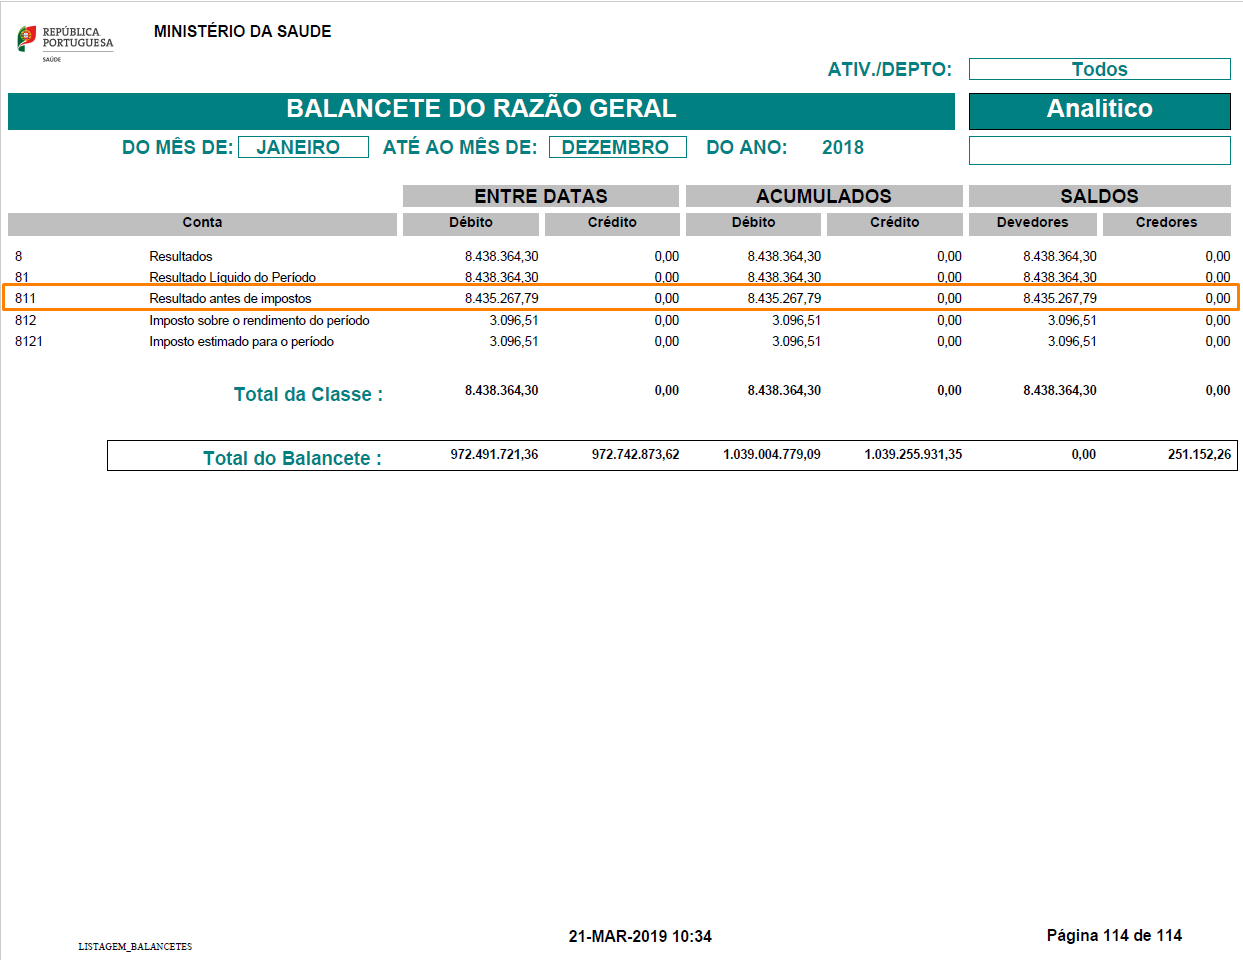 REPÚBLICA
PORTUGUESA
SAÚDE
MINISTÉRIO DA SAUDE
ATIV./DEPTO: Todos
BALANCETE DO RAZÃO GERAL Analitico
DO MÊS DE: JANEIRO ATÉ AO MÊS DE: DEZEMBRO DO ANO: 2018
ENTRE DATAS ACUMULADOS SALDOS
Conta Débito Crédito Débito Crédito Devedores Credores
8 Resultados 8.438.364,30 0,00 8.438.364,30 0,00 8.438.364,30 0,00
81 Resultado Líquido do Período 8.438.364,30 0,00 8.438.364,30 0,00 8.438.364,30 0,00
811 Resultado antes de impostos 8.435.267,79 0,00 8.435.267,79 0,00 8.435.267,79 0,00
812 Imposto sobre o rendimento do período 3.096,51 0,00 3.096,51 0,00 3.096,51 0,00
8121 Imposto estimado para o período 3.096,51 0,00 3.096,51 0,00 3.096,51 0,00
Total da Classe : 8.438.364,30 0,00 8.438.364,30 0,00 8.438.364,30 0,00
Total do Balancete : 972.491.721,36 972.742.873,62 1.039.004.779,09 1.039.255.931,35 0,00 251.152,26
LISTAGEM_BALANCETES 21-MAR-2019 10:34 Página 114 de 114